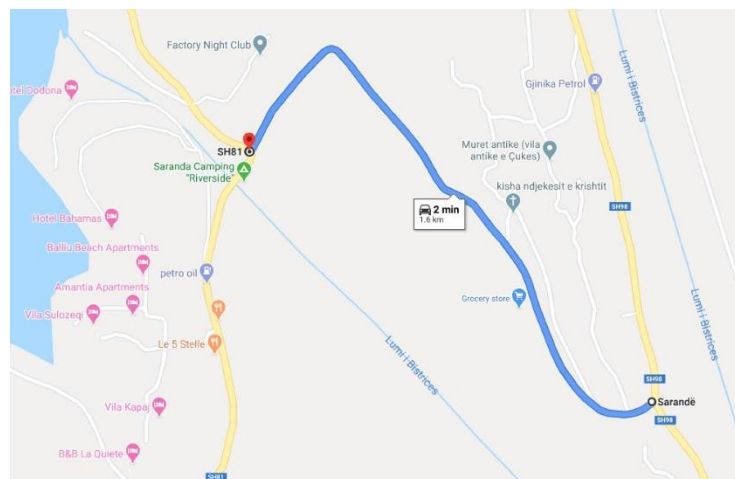 Factory Night Club
Lumi i Bistrices
Gjinika Petrol
tel Dodona
SH81
Muret antike (vila
antike e Çukes)
Saranda Camping
"Riverside"
kisha ndjekesit e krishtit
2 min
1.6 km
SH98
Hotel Bahamas
Balliu Beach Apartments
petro oil
Amantia Apartments
Grocery store
Vila Sulozeqi
Le 5 Stelle
Lumi i Bistrices
Lumi i Bistrices
SH98
Sarandë
Vila Kapaj
SH98
B&B La Quiete
SH81